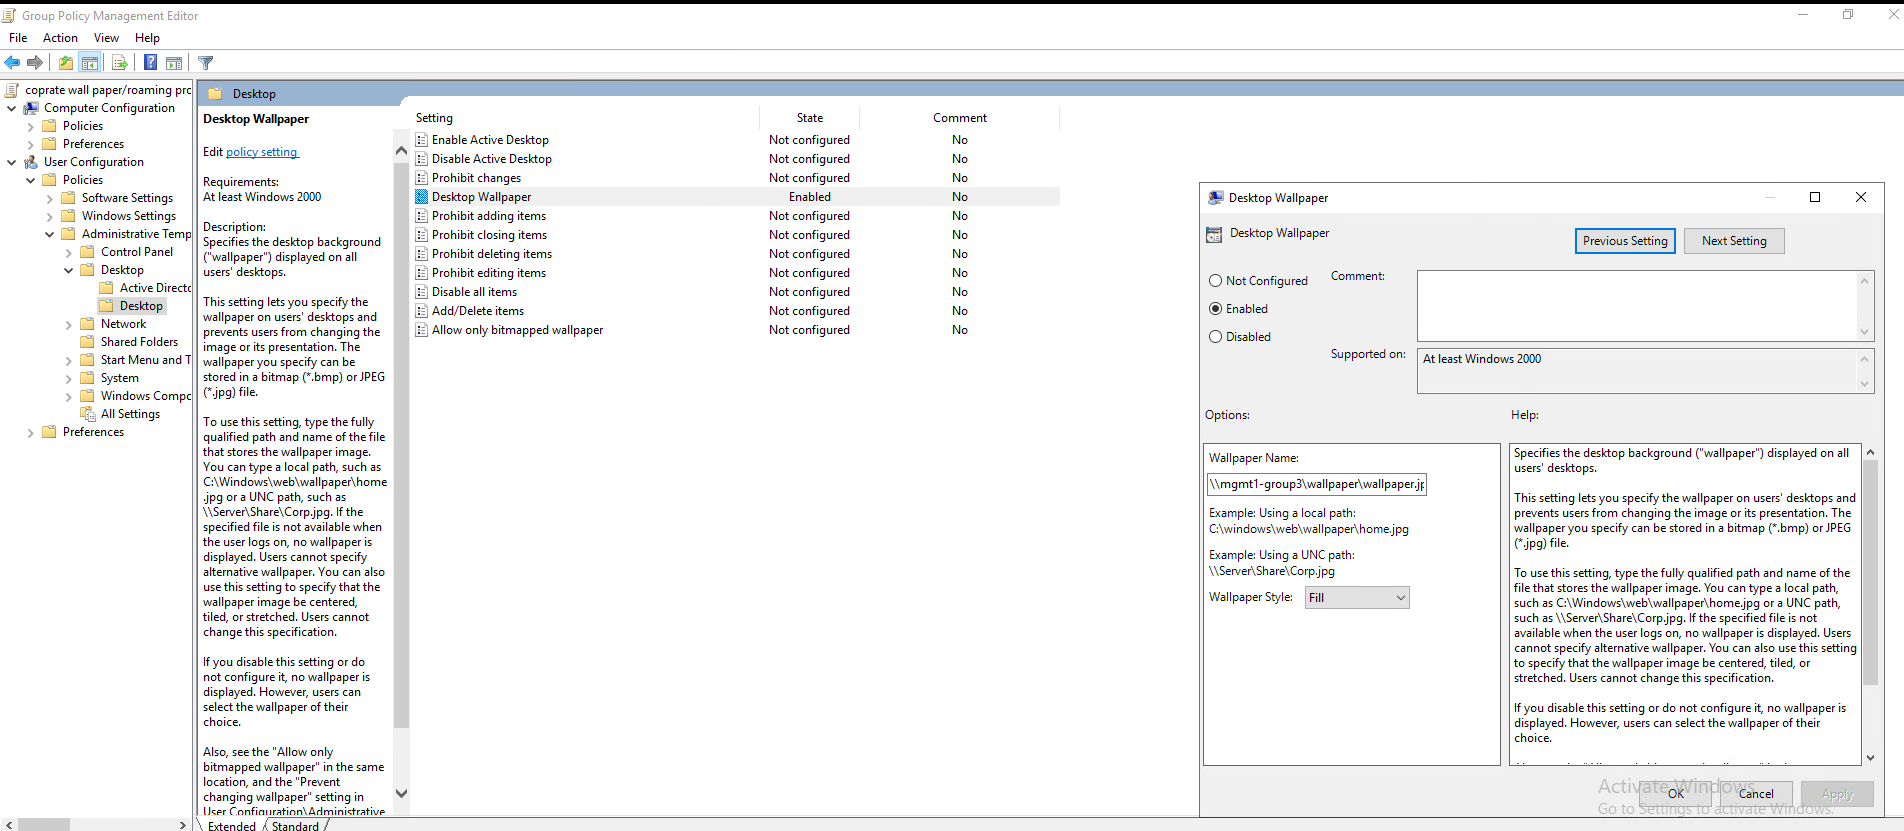 Group Policy Management Editor
File Action View Help
coprate wall paper/roaming prc
Computer Configuration
Policies
Preferences
User Configuration
Policies
Software Settings
Windows Settings
Administrative Temp
Control Panel
Desktop
Active Directo
Desktop
Network
Shared Folders
Start Menu and T
System
Windows Compo
All Settings
Preferences
Desktop
Desktop Wallpaper
Edit policy setting
Requirements:
At least Windows 2000
Description:
Specifies the desktop background
("wallpaper") displayed on all
users' desktops.
This setting lets you specify the
wallpaper on users' desktops and
prevents users from changing the
image or its presentation. The
wallpaper you specify can be
stored in a bitmap (*.bmp) or JPEG
(*.jpg) file.
To use this setting, type the fully
qualified path and name of the file
that stores the wallpaper image.
You can type a local path, such as
C:\Windows\web\wallpaper\home
.jpg or a UNC path, such as
\\Server\Share\Corp.jpg. If the
specified file is not available when
the user logs on, no wallpaper is
displayed. Users cannot specify
alternative wallpaper. You can also
use this setting to specify that the
wallpaper image be centered,
tiled, or stretched. Users cannot
change this specification.
If you disable this setting or do
not configure it, no wallpaper is
displayed. However, users can
select the wallpaper of their
choice.
Also, see the "Allow only
bitmapped wallpaper" in the same
location, and the "Prevent
changing wallpaper" setting in
User Configuration\Administrative
Setting State Comment
Enable Active Desktop Not configured No
Disable Active Desktop Not configured No
Prohibit changes Not configured No
Desktop Wallpaper Enabled No
Prohibit adding items Not configured No
Prohibit closing items Not configured No
Prohibit deleting items Not configured No
Prohibit editing items Not configured No
Disable all items Not configured No
Add/Delete items Not configured No
Allow only bitmapped wallpaper Not configured No
Extended Standard
Desktop Wallpaper
Desktop Wallpaper
Previous Setting Next Setting
Not Configured
Enabled
Disabled
Comment:
Supported on:
At least Windows 2000
Options:
Help:
Wallpaper Name:
\\mgmt1-group3\wallpaper\wallpaper.jp
Example: Using a local path:
C:\windows\web\wallpaper\home.jpg
Example: Using a UNC path:
\\Server\Share\Corp.jpg
Wallpaper Style: Fill
Specifies the desktop background ("wallpaper") displayed on all
users' desktops.
This setting lets you specify the wallpaper on users' desktops and
prevents users from changing the image or its presentation. The
wallpaper you specify can be stored in a bitmap (*.bmp) or JPEG
(*.jpg) file.
To use this setting, type the fully qualified path and name of the
file that stores the wallpaper image. You can type a local path,
such as C:\Windows\web\wallpaper\home.jpg or a UNC path,
such as \\Server\Share\Corp.jpg. If the specified file is not
available when the user logs on, no wallpaper is displayed. Users
cannot specify alternative wallpaper. You can also use this setting
to specify that the wallpaper image be centered, tiled, or
stretched. Users cannot change this specification.
If you disable this setting or do not configure it, no wallpaper is
displayed. However, users can select the wallpaper of their
choice.
OK Cancel Apply
Activate Windows
Go to Settings to activate Windows.